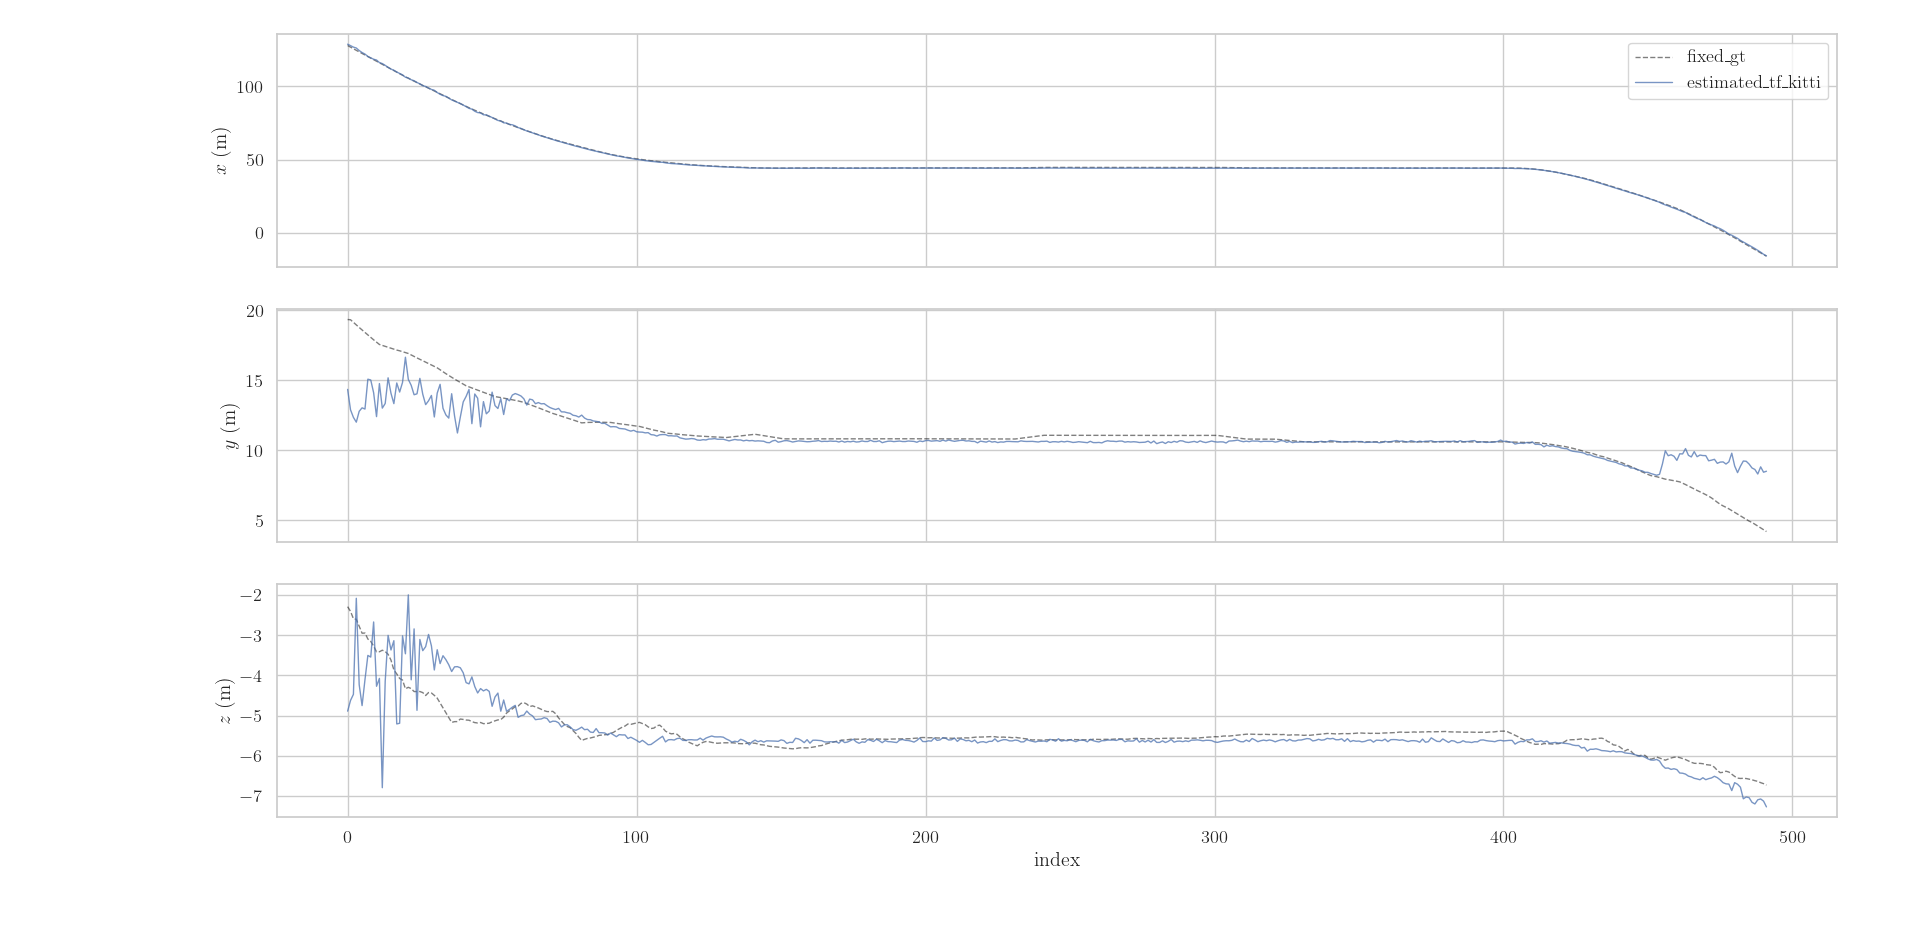 fixed_gt
estimated_tf_kitti
100
50
0
x (m)
20
15
10
5
y (m)
−2
−3
−4
−5
−6
−7
z (m)
0 100 200 300 400 500
index